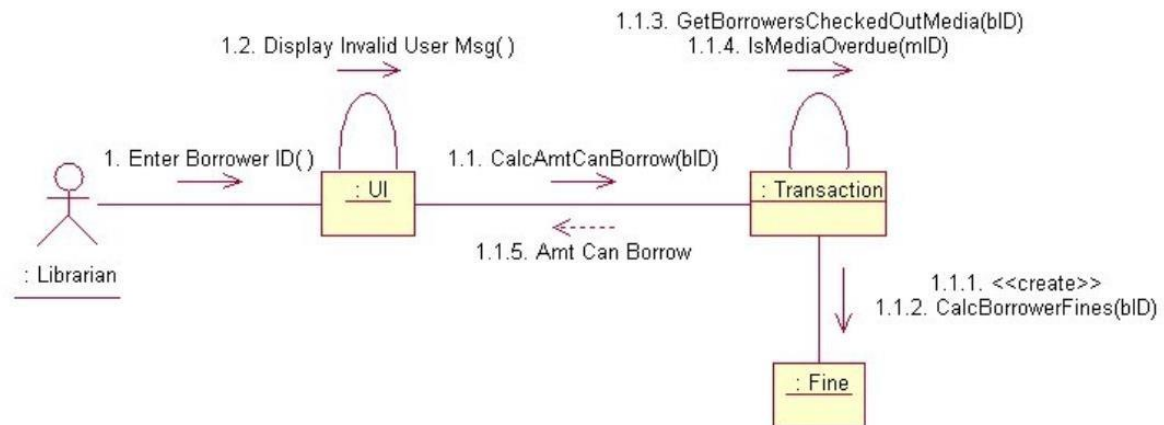 1.1.3. GetBorrowersCheckedOutMedia(bID)
1.2. Display Invalid User Msg( )
1.1.4. IsMediaOverdue(mID)
1. Enter Borrower ID( )
1.1. CalcAmtCanBorrow(bID)
: UI
: Transaction
1.1.5. Amt Can Borrow
: Librarian
1.1.1. <<create>>
1.1.2. CalcBorrowerFines(bID)
: Fine